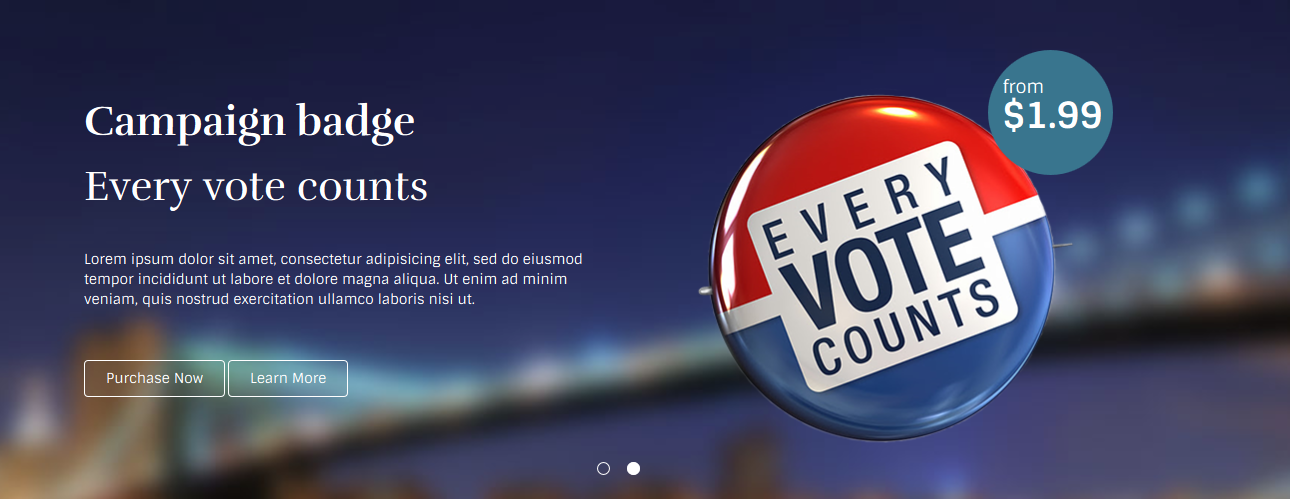 Campaign badge
Every vote counts
Lorem ipsum dolor sit amet, consectetur adipisicing elit, sed do eiusmod
tempor incididunt ut labore et dolore magna aliqua. Ut enim ad minim
veniam, quis nostrud exercitation ullamco laboris nisi ut.
Purchase Now
Learn More
from
$1.99
EVERY
VOTE
COUNTS